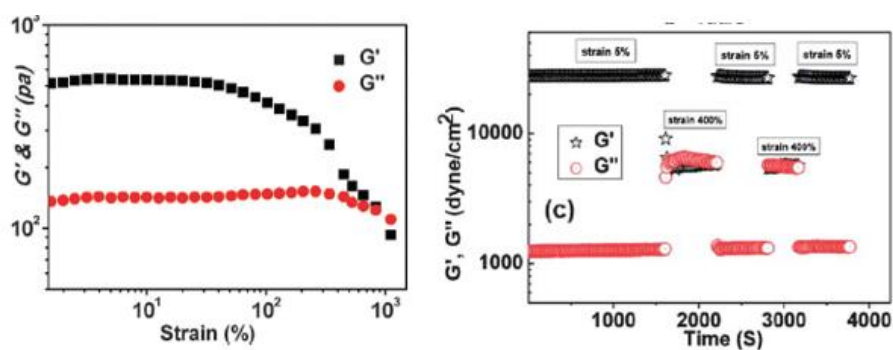 10³
10²
G' & G'' (pa)
G'
G''
10¹
10²
10³
Strain (%)
strain 5%
strain 5%
strain 5%
strain 400%
strain 400%
G'
G''
(c)
10000
1000
G', G'' (dyne/cm²)
1000
2000
3000
4000
Time (S)